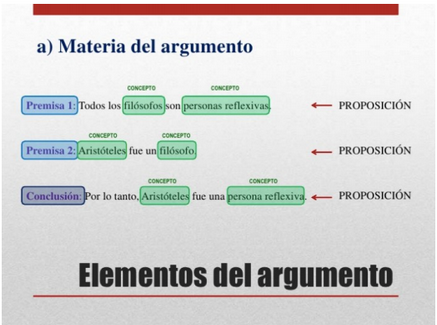 a) Materia del argumento
CONCEPTO CONCEPTO
Premisa 1: Todos los filósofos son personas reflexivas. PROPOSICIÓN
CONCEPTO CONCEPTO
Premisa 2: Aristóteles fue un filósofo. PROPOSICIÓN
CONCEPTO CONCEPTO
Conclusión: Por lo tanto, Aristóteles fue una persona reflexiva. PROPOSICIÓN
Elementos del argumento